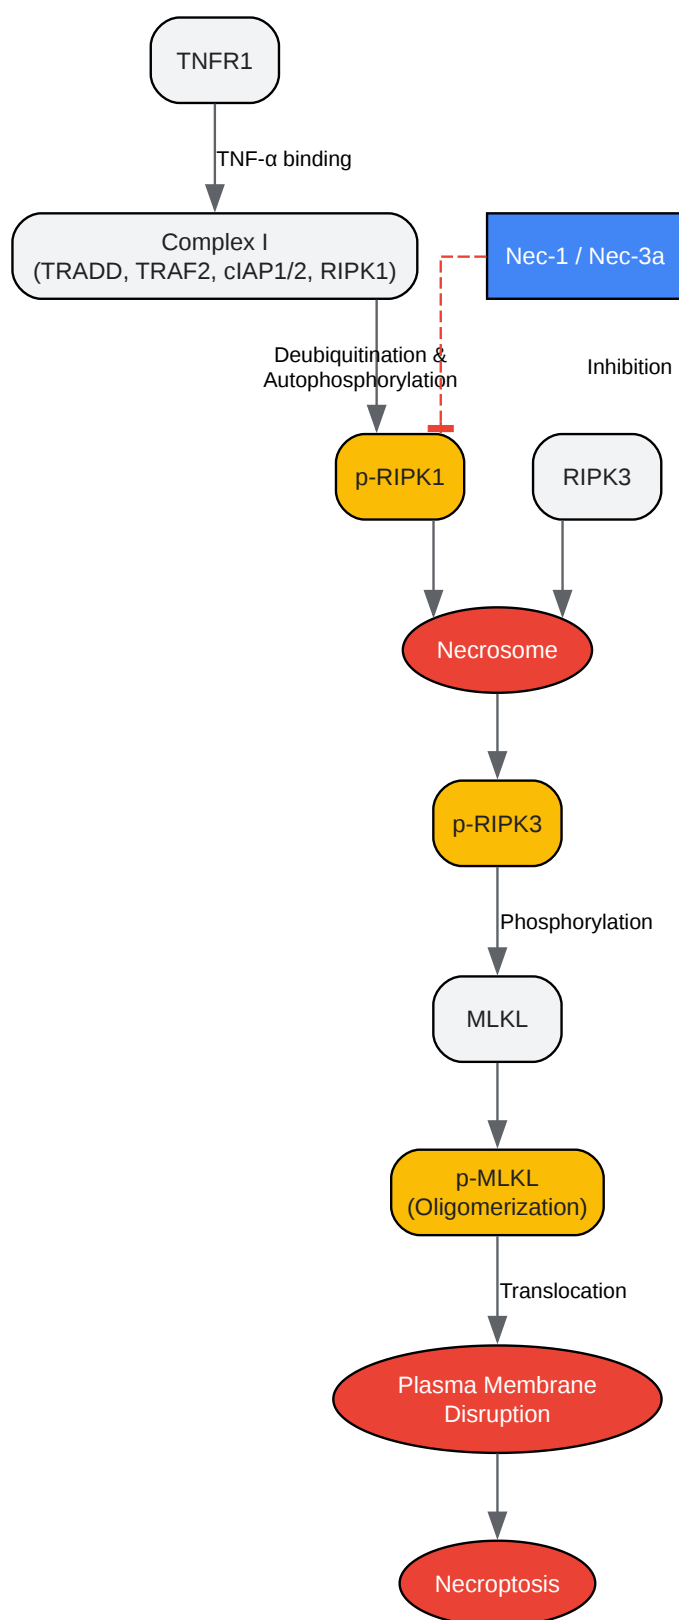 TNFR1
TNF-α binding
Complex I
(TRADD, TRAF2, cIAP1/2, RIPK1)
Nec-1 / Nec-3a
Deubiquitination &
Autophosphorylation
Inhibition
p-RIPK1
RIPK3
Necrosome
p-RIPK3
Phosphorylation
MLKL
p-MLKL
(Oligomerization)
Translocation
Plasma Membrane
Disruption
Necroptosis